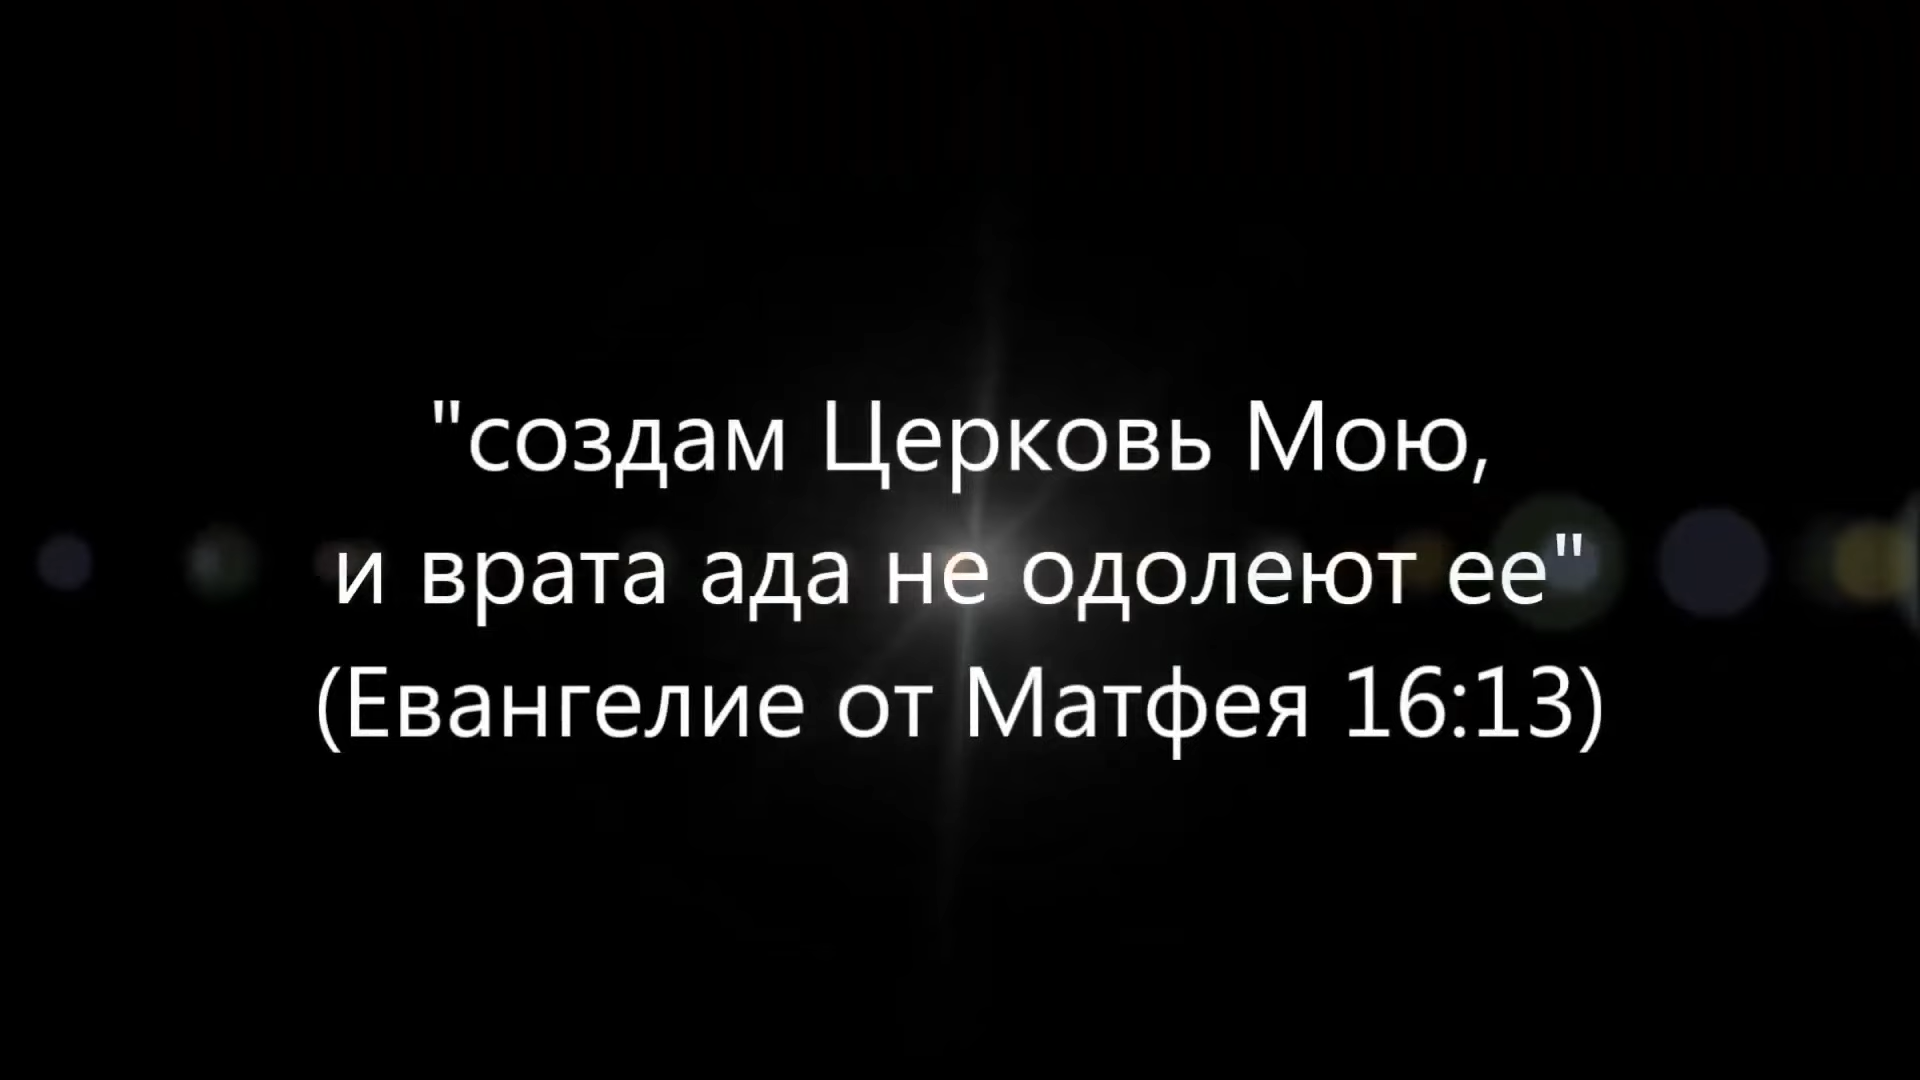 "создам Церковь Мою,
и врата ада не одолеют ее"
(Евангелие от Матфея 16:13)